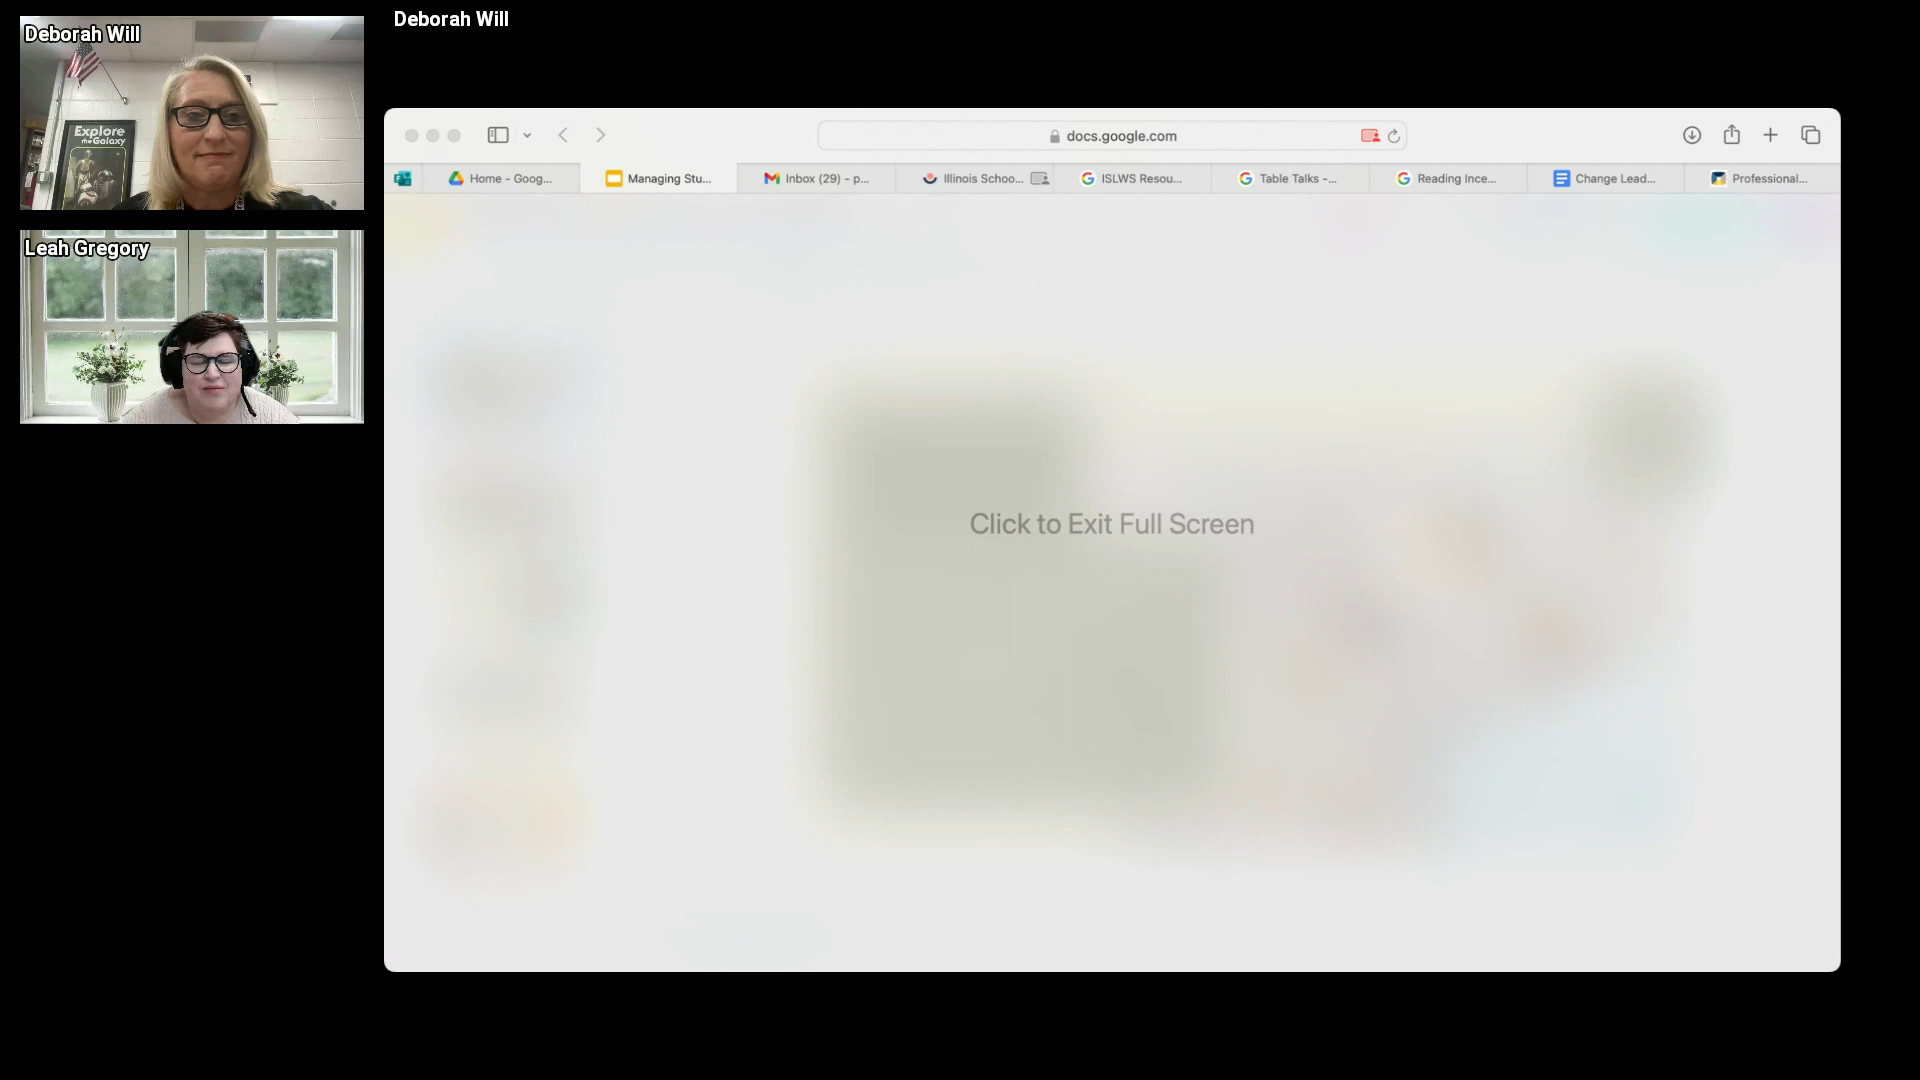 Deborah Will
Explore
the Galaxy
Leah Gregory
Deborah Will
docs.google.com
Home - Goog...
Managing Stu...
Inbox (29) - p...
Illinois Schoo...
ISLWS Resou...
Table Talks -...
Reading Ince...
Change Lead...
Professional...
Click to Exit Full Screen